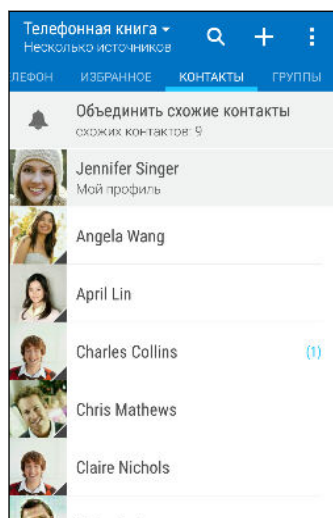 Телефонная книга
Несколько источников
ЛЕФОН ИЗБРАННОЕ КОНТАКТЫ ГРУППЫ
Объединить схожие контакты
схожих контактов: 9
Jennifer Singer
Мой профиль
Angela Wang
April Lin
Charles Collins (1)
Chris Mathews
Claire Nichols